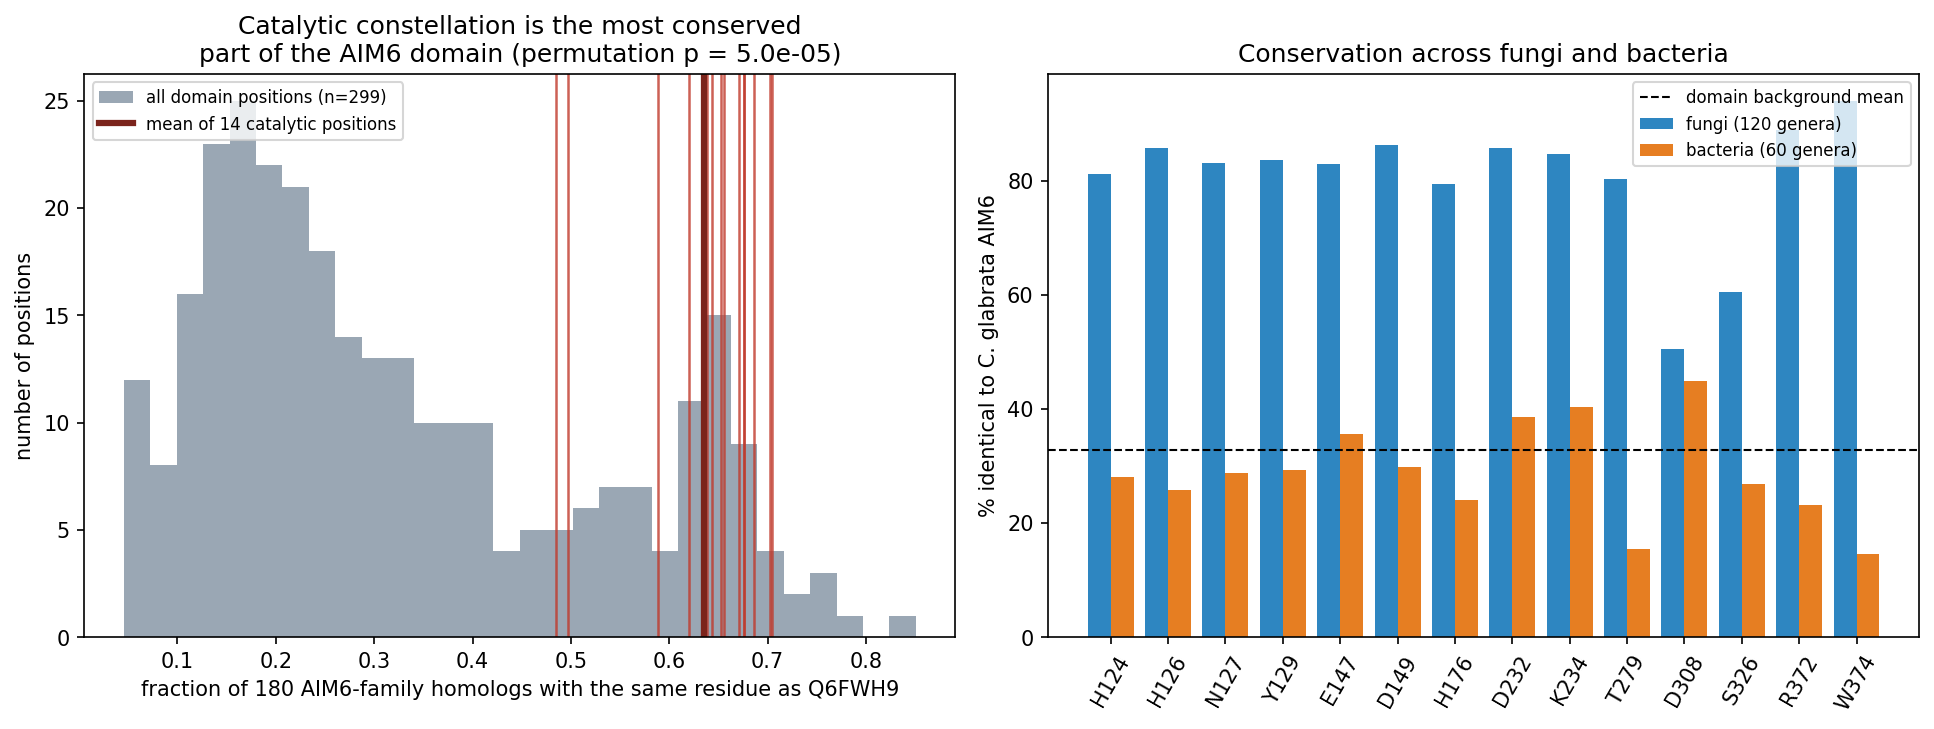 Catalytic constellation is the most conserved
part of the AIM6 domain (permutation p = 5.0e-05)
all domain positions (n=299)
mean of 14 catalytic positions
number of positions
25
20
15
10
5
0
0.1 0.2 0.3 0.4 0.5 0.6 0.7 0.8
fraction of 180 AIM6-family homologs with the same residue as Q6FWH9
Conservation across fungi and bacteria
domain background mean
fungi (120 genera)
bacteria (60 genera)
% identical to C. glabrata AIM6
80
60
40
20
0
H124 H126 N127 Y129 E147 D149 H176 D232 K234 T279 D308 S326 R372 W374